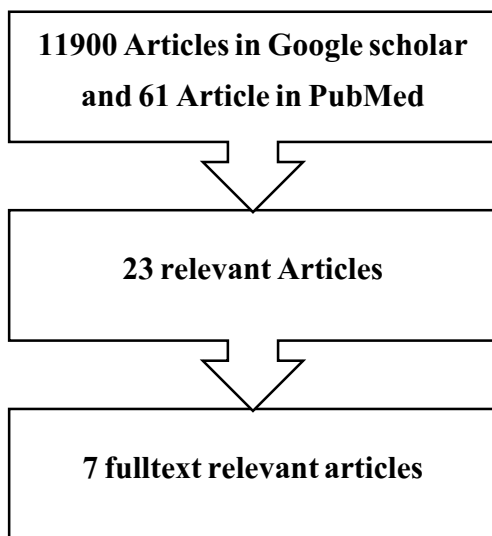 11900 Articles in Google scholar
and 61 Article in PubMed
23 relevant Articles
7 fulltext relevant articles